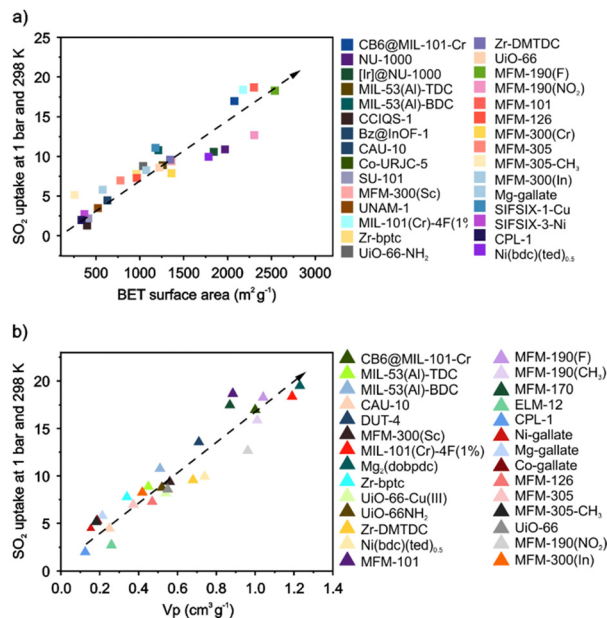 a)
SO₂ uptake at 1 bar and 298 K
25
20
15
10
5
0
500 1000 1500 2000 2500 3000
BET surface area (m² g⁻¹)
CB6@MIL-101-Cr
NU-1000
[Ir]@NU-1000
MIL-53(Al)-TDC
MIL-53(Al)-BDC
CCIQS-1
Bz@InOF-1
CAU-10
Co-URJC-5
SU-101
MFM-300(Sc)
UNAM-1
MIL-101(Cr)-4F(1%
Zr-bptc
UiO-66-NH₂
Zr-DMTDC
UiO-66
MFM-190(F)
MFM-190(NO₂)
MFM-101
MFM-126
MFM-300(Cr)
MFM-305
MFM-305-CH₃
MFM-300(In)
Mg-gallate
SIFSIX-1-Cu
SIFSIX-3-Ni
CPL-1
Ni(bdc)(ted)₀.₅
b)
SO₂ uptake at 1 bar and 298 K
20
15
10
5
0
0.0 0.2 0.4 0.6 0.8 1.0 1.2 1.4
Vp (cm³ g⁻¹)
CB6@MIL-101-Cr
MIL-53(Al)-TDC
MIL-53(Al)-BDC
CAU-10
DUT-4
MFM-300(Sc)
MIL-101(Cr)-4F(1%)
Mg₂(dobpdc)
Zr-bptc
UiO-66-Cu(III)
UiO-66NH₂
Zr-DMTDC
Ni(bdc)(ted)₀.₅
MFM-101
MFM-190(F)
MFM-190(CH₃)
MFM-170
ELM-12
CPL-1
Ni-gallate
Mg-gallate
Co-gallate
MFM-126
MFM-305
MFM-305-CH₃
UiO-66
MFM-190(NO₂)
MFM-300(In)